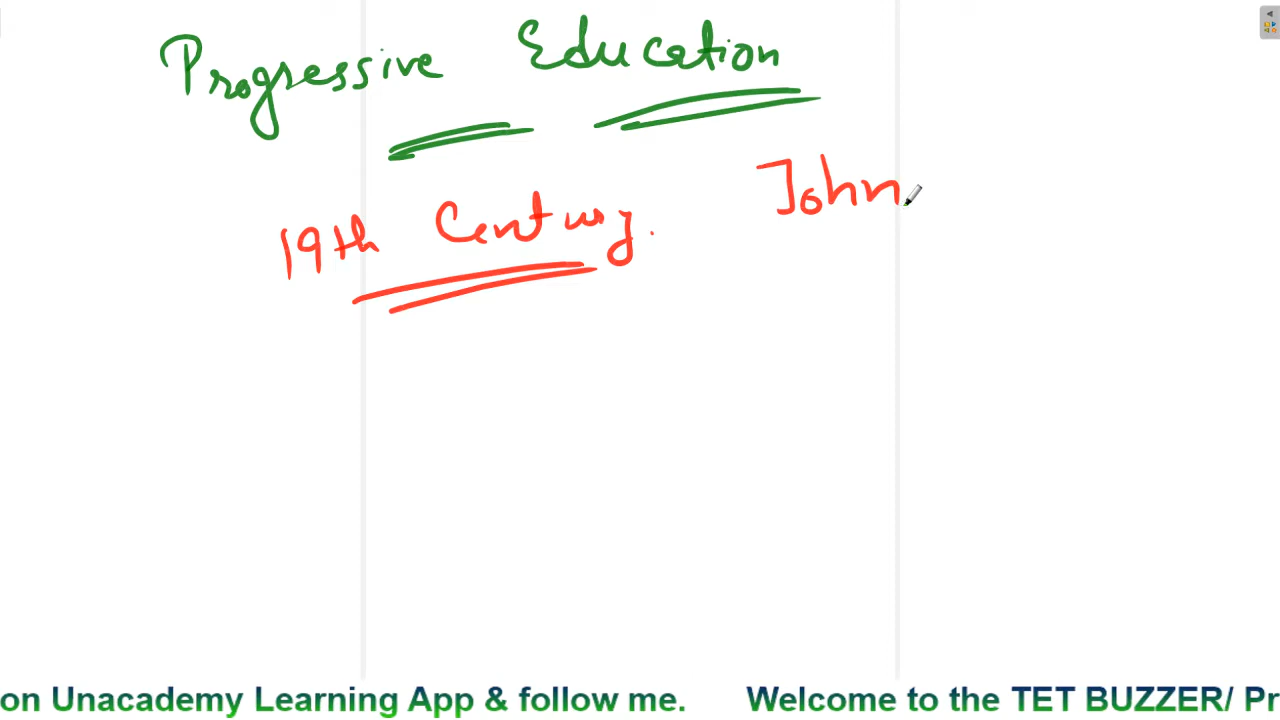 Progressive Education
19th Century. John
on Unacademy Learning App & follow me. Welcome to the TET BUZZER/ Pr